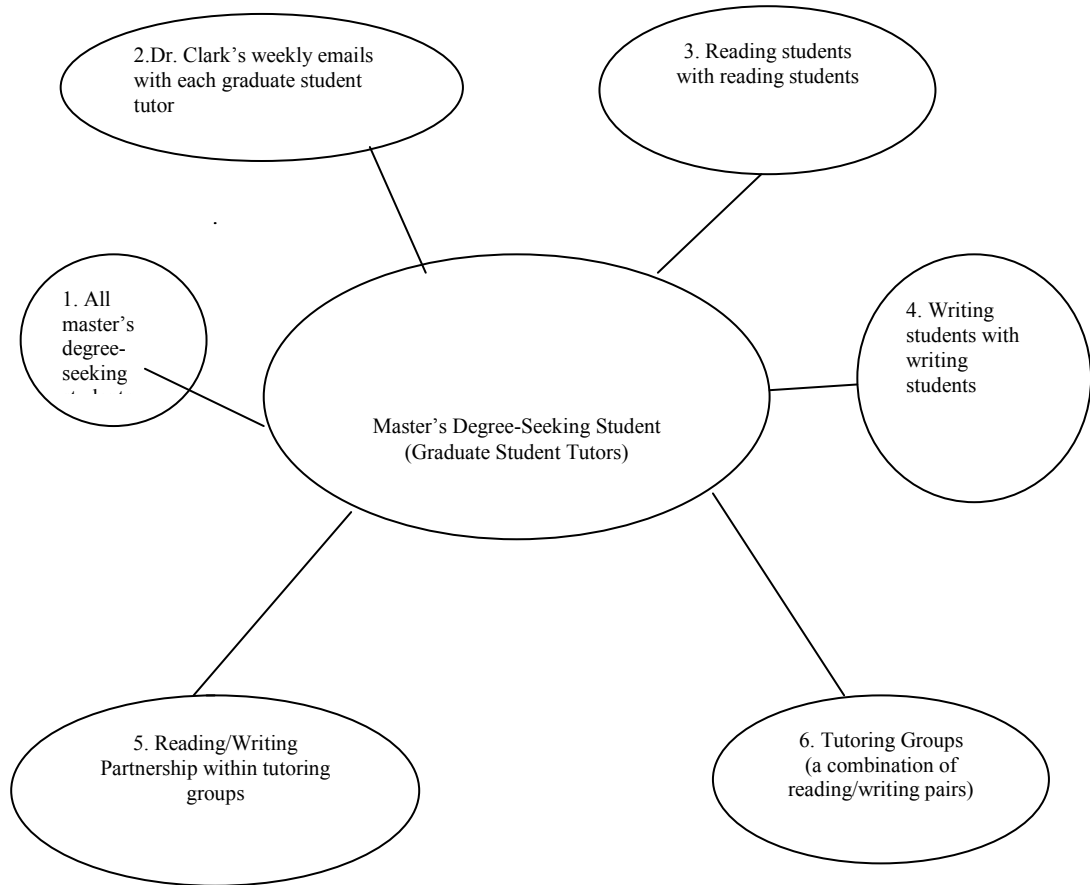 1. All
master's
degree-
seeking
2.Dr. Clark’s weekly emails
with each graduate student
tutor
3. Reading students
with reading students
4. Writing
students with
writing
students
Master’s Degree-Seeking Student
(Graduate Student Tutors)
5. Reading/Writing
Partnership within tutoring
groups
6. Tutoring Groups
(a combination of
reading/writing pairs)